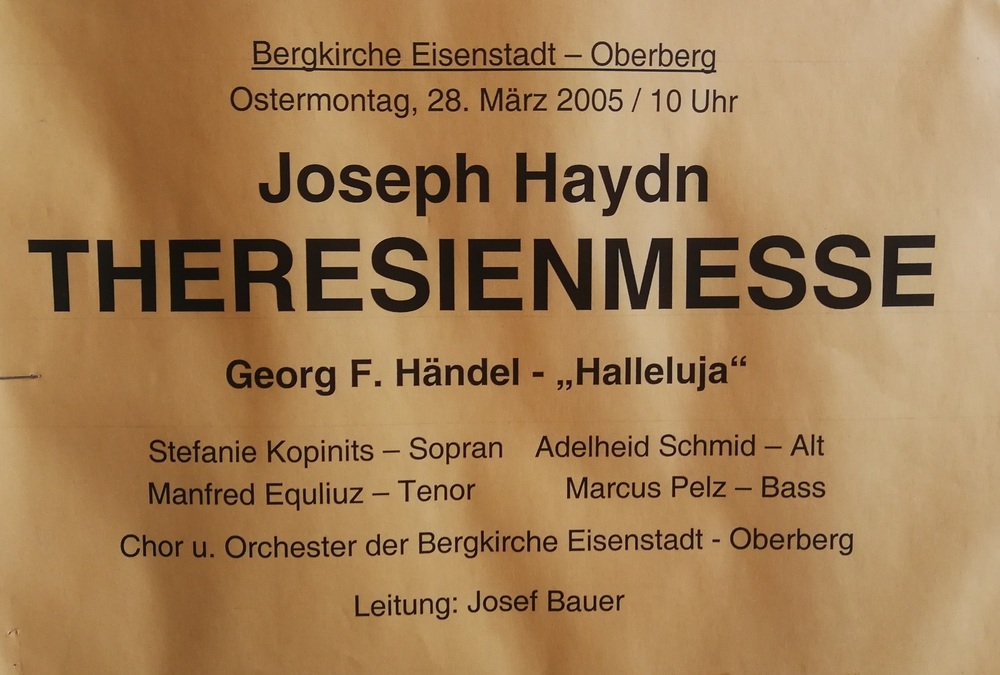 Bergkirche Eisenstadt – Oberberg
Ostermontag, 28. März 2005 / 10 Uhr
Joseph Haydn
THERESIENMESSE
Georg F. Händel - „Halleluja“
Stefanie Kopinits – Sopran Adelheid Schmid – Alt
Manfred Equliuz – Tenor Marcus Pelz – Bass
Chor u. Orchester der Bergkirche Eisenstadt - Oberberg
Leitung: Josef Bauer